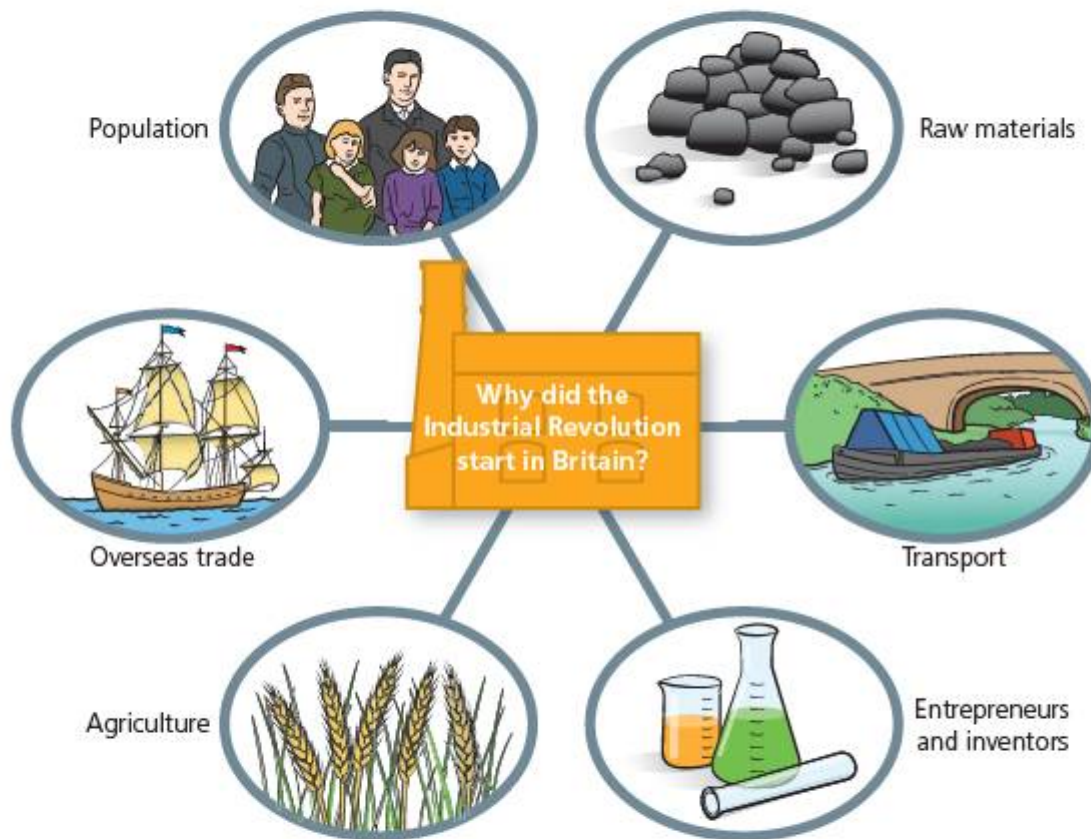 Population
Raw materials
Why did the
Industrial Revolution
start in Britain?
Overseas trade
Transport
Agriculture
Entrepreneurs
and inventors